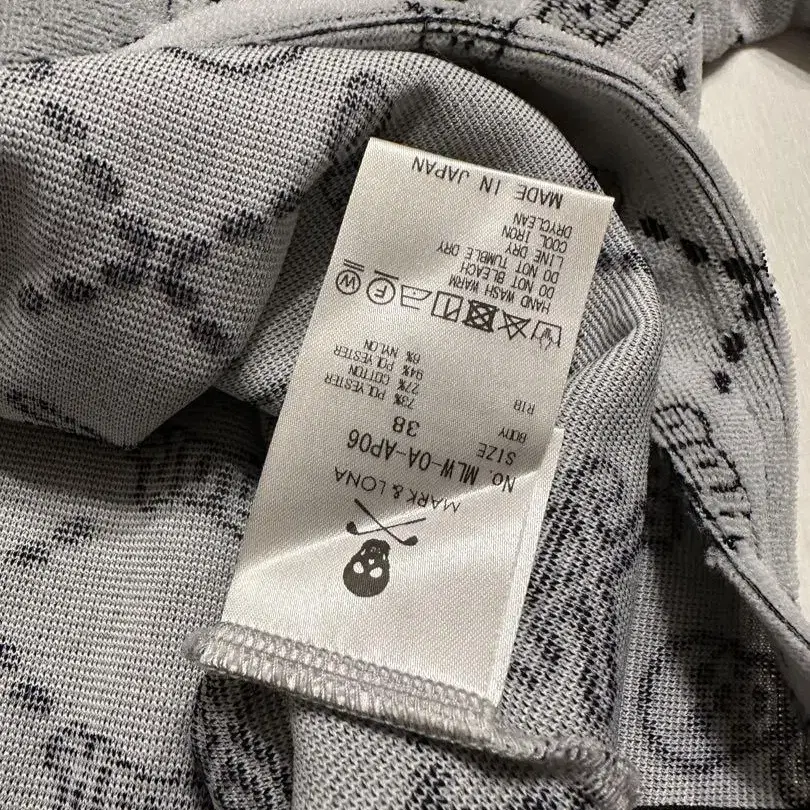 MARK & LONA
No. MLW-0A-AP06
SIZE 38
BODY 73% POLYESTER
27% COTTON
RIB 94% POLYESTER
6% NYLON
W F
HAND WASH WARM
DO NOT BLEACH
DO NOT TUMBLE DRY
LINE DRY
COOL IRON
DRYCLEAN
MADE IN JAPAN